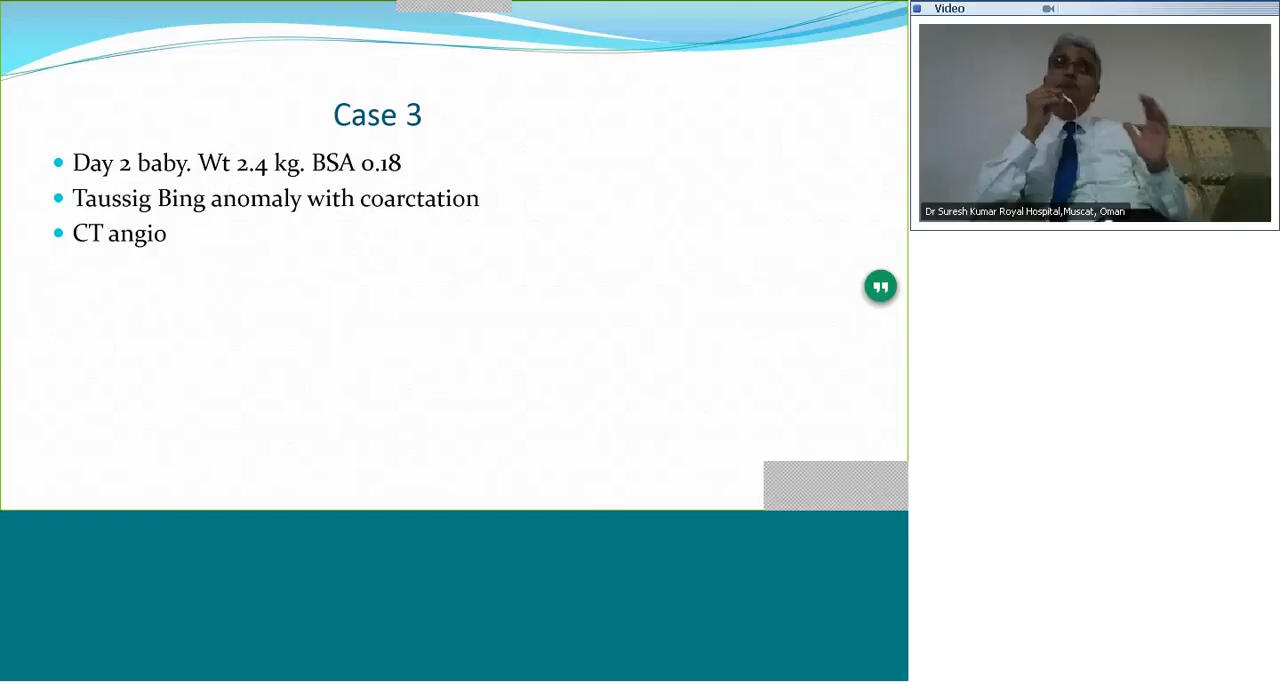 Case 3
Day 2 baby. Wt 2.4 kg. BSA 0.18
Taussig Bing anomaly with coarctation
CT angio
Video
Dr Suresh Kumar Royal Hospital,Muscat, Oman